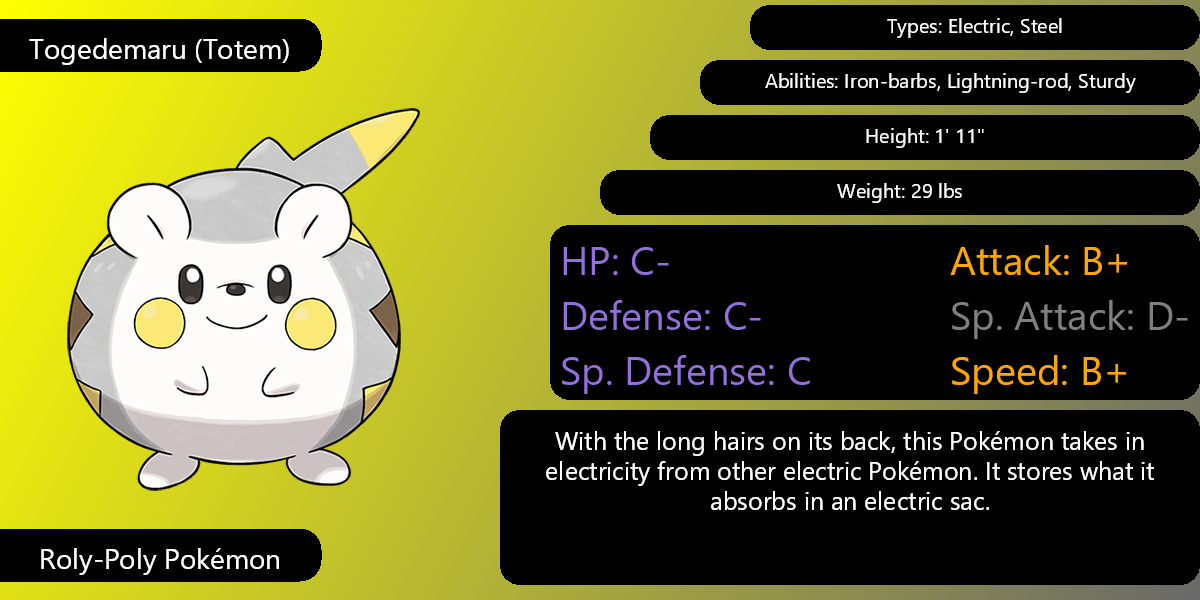 Togedemaru (Totem)
Types: Electric, Steel
Abilities: Iron-barbs, Lightning-rod, Sturdy
Height: 1' 11"
Weight: 29 lbs
HP: C-
Attack: B+
Defense: C-
Sp. Attack: D-
Sp. Defense: C
Speed: B+
With the long hairs on its back, this Pokémon takes in
electricity from other electric Pokémon. It stores what it
absorbs in an electric sac.
Roly-Poly Pokémon